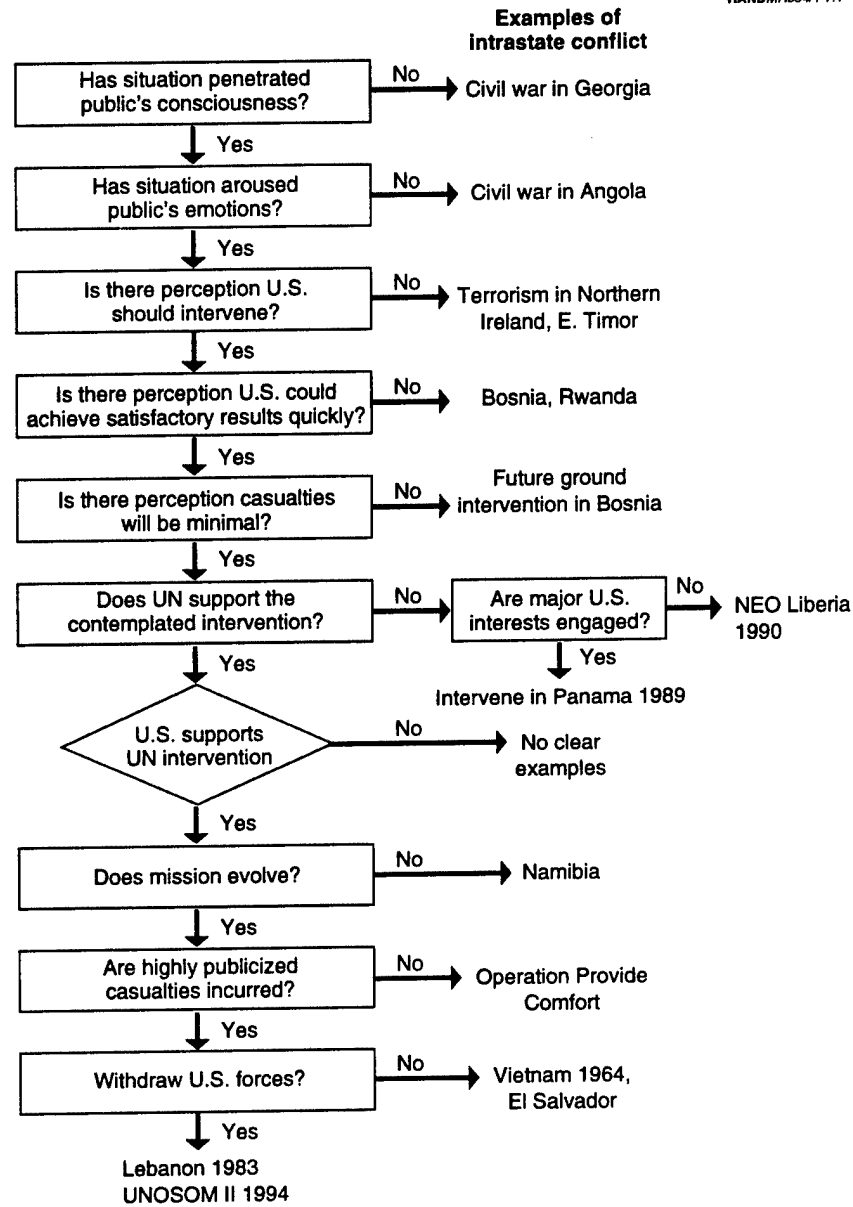 Examples of
intrastate conflict
Has situation penetrated
public's consciousness?
No
Civil war in Georgia
Yes
Has situation aroused
public's emotions?
No
Civil war in Angola
Yes
Is there perception U.S.
should intervene?
No
Terrorism in Northern
Ireland, E. Timor
Yes
Is there perception U.S. could
achieve satisfactory results quickly?
No
Bosnia, Rwanda
Yes
Is there perception casualties
will be minimal?
No
Future ground
intervention in Bosnia
Yes
Does UN support the
contemplated intervention?
No
Are major U.S.
interests engaged?
No
NEO Liberia
1990
Yes
Yes
Intervene in Panama 1989
U.S. supports
UN intervention
No
No clear
examples
Yes
Does mission evolve?
No
Namibia
Yes
Are highly publicized
casualties incurred?
No
Operation Provide
Comfort
Yes
Withdraw U.S. forces?
No
Vietnam 1964,
El Salvador
Yes
Lebanon 1983
UNOSOM II 1994